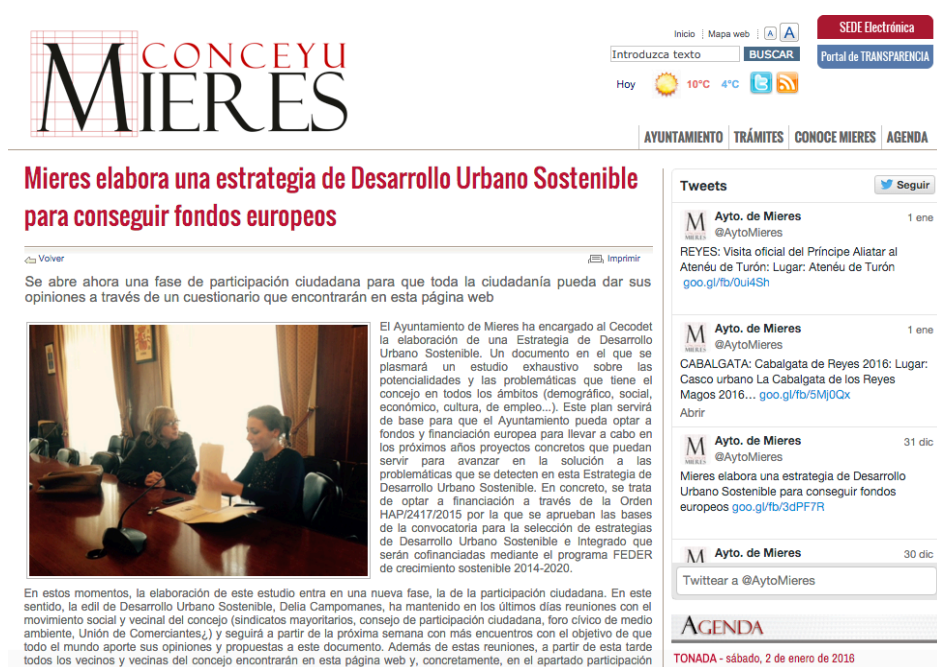 CONCEYU
MIERES
Inicio | Mapa web | A A
Introduzca texto BUSCAR
Hoy 10°C 4°C
SEDE Electrónica
Portal de TRANSPARENCIA
AYUNTAMIENTO | TRÁMITES | CONOCE MIERES | AGENDA
Mieres elabora una estrategia de Desarrollo Urbano Sostenible
para conseguir fondos europeos
Volver
Imprimir
Se abre ahora una fase de participación ciudadana para que toda la ciudadanía pueda dar sus
opiniones a través de un cuestionario que encontrarán en esta página web
El Ayuntamiento de Mieres ha encargado al Cecodet
la elaboración de una Estrategia de Desarrollo
Urbano Sostenible. Un documento en el que se
plasmará un estudio exhaustivo sobre las
potencialidades y las problemáticas que tiene el
concejo en todos los ámbitos (demográfico, social,
económico, cultura, de empleo...). Este plan servirá
de base para que el Ayuntamiento pueda optar a
fondos y financiación europea para llevar a cabo en
los próximos años proyectos concretos que puedan
servir para avanzar en la solución a las
problemáticas que se detecten en esta Estrategia de
Desarrollo Urbano Sostenible. En concreto, se trata
de optar a financiación a través de la Orden
HAP/2417/2015 por la que se aprueban las bases
de la convocatoria para la selección de estrategias
de Desarrollo Urbano Sostenible e Integrado que
serán cofinanciadas mediante el programa FEDER
de crecimiento sostenible 2014-2020.
En estos momentos, la elaboración de este estudio entra en una nueva fase, la de la participación ciudadana. En este
sentido, la edil de Desarrollo Urbano Sostenible, Delia Campomanes, ha mantenido en los últimos días reuniones con el
movimiento social y vecinal del concejo (sindicatos mayoritarios, consejo de participación ciudadana, foro cívico de medio
ambiente, Unión de Comerciantes¿) y seguirá a partir de la próxima semana con más encuentros con el objetivo de que
todo el mundo aporte sus opiniones y propuestas a este documento. Además de estas reuniones, a partir de esta tarde
todos los vecinos y vecinas del concejo encontrarán en esta página web y, concretamente, en el apartado participación
Tweets
Seguir
M
MIERES
Ayto. de Mieres 1 ene
@AytoMieres
REYES: Visita oficial del Príncipe Aliatar al
Atenéu de Turón: Lugar: Atenéu de Turón
goo.gl/fb/0ui4Sh
M
MIERES
Ayto. de Mieres 1 ene
@AytoMieres
CABALGATA: Cabalgata de Reyes 2016: Lugar:
Casco urbano La Cabalgata de los Reyes
Magos 2016… goo.gl/fb/5Mj0Qx
Abrir
M
MIERES
Ayto. de Mieres 31 dic
@AytoMieres
Mieres elabora una estrategia de Desarrollo
Urbano Sostenible para conseguir fondos
europeos goo.gl/fb/3dPF7R
M
Ayto. de Mieres 30 dic
Twittear a @AytoMieres
AGENDA
TONADA - sábado, 2 de enero de 2016